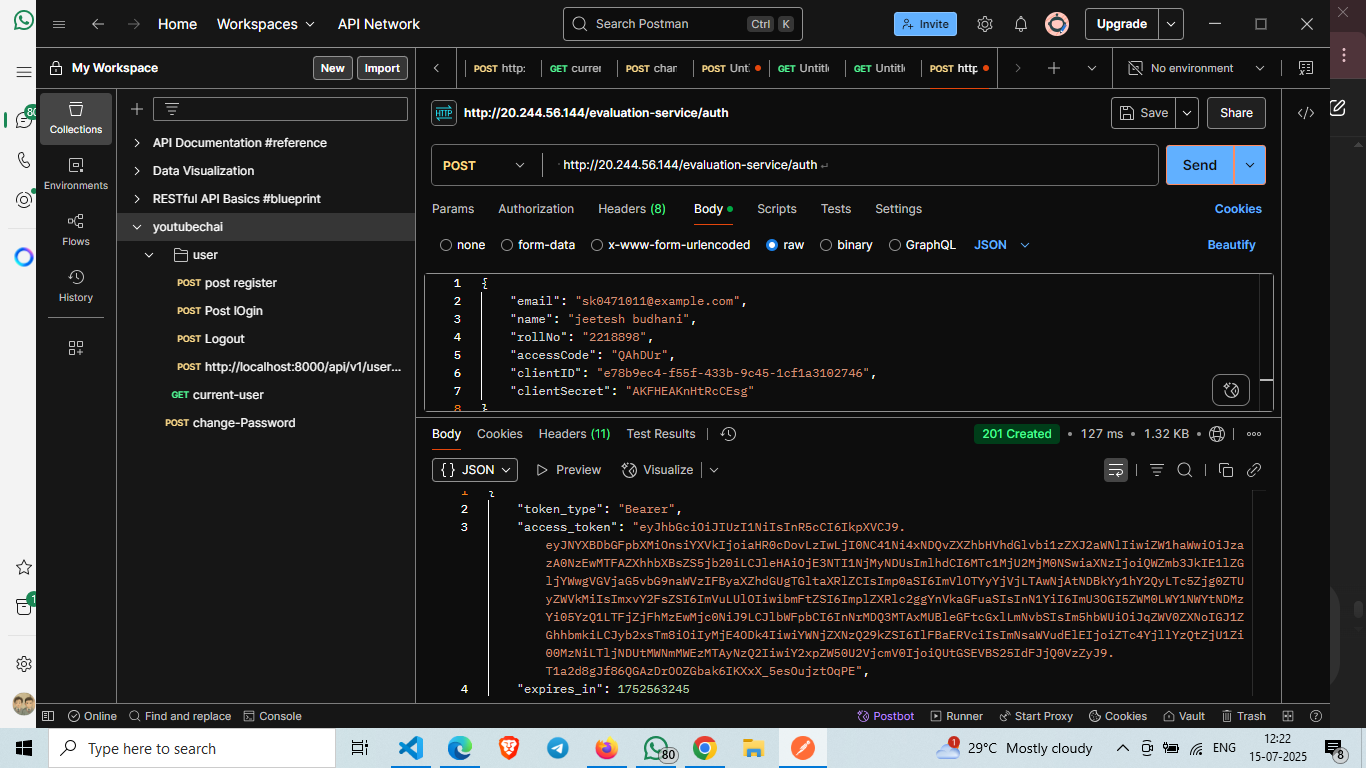 Home
Workspaces
API Network
Search Postman
Ctrl
K
Invite
Upgrade
My Workspace
New
Import
POST http:
GET curre
POST chan
POST Unt
GET Untitle
GET Untitle
POST http
No environment
80
Collections
Environments
Flows
History
API Documentation #reference
Data Visualization
RESTful API Basics #blueprint
youtubechai
user
POST post register
POST Post lOgin
POST Logout
POST http://localhost:8000/api/v1/user...
GET current-user
POST change-Password
HTTP
http://20.244.56.144/evaluation-service/auth
Save
Share
POST
http://20.244.56.144/evaluation-service/auth
Send
Params
Authorization
Headers (8)
Body
Scripts
Tests
Settings
Cookies
none
form-data
x-www-form-urlencoded
raw
binary
GraphQL
JSON
Beautify
1 {
2 "email": "sk0471011@example.com",
3 "name": "jeetesh budhani",
4 "rollNo": "2218898",
5 "accessCode": "QAhDUr",
6 "clientID": "e78b9ec4-f55f-433b-9c45-1cf1a3102746",
7 "clientSecret": "AKFHEAKnHtRcCEsg"
8 }
Body
Cookies
Headers (11)
Test Results
201 Created
127 ms
1.32 KB
{} JSON
Preview
Visualize
1 {
2 "token_type": "Bearer",
3 "access_token": "eyJhbGciOiJIUzI1NiIsInR5cCI6IkpXVCJ9.
4 "expires_in": 1752563245
Online
Find and replace
Console
Postbot
Runner
Start Proxy
Cookies
Vault
Trash
1
Type here to search
80
1
29°C Mostly cloudy
ENG
12:22
15-07-2025
8